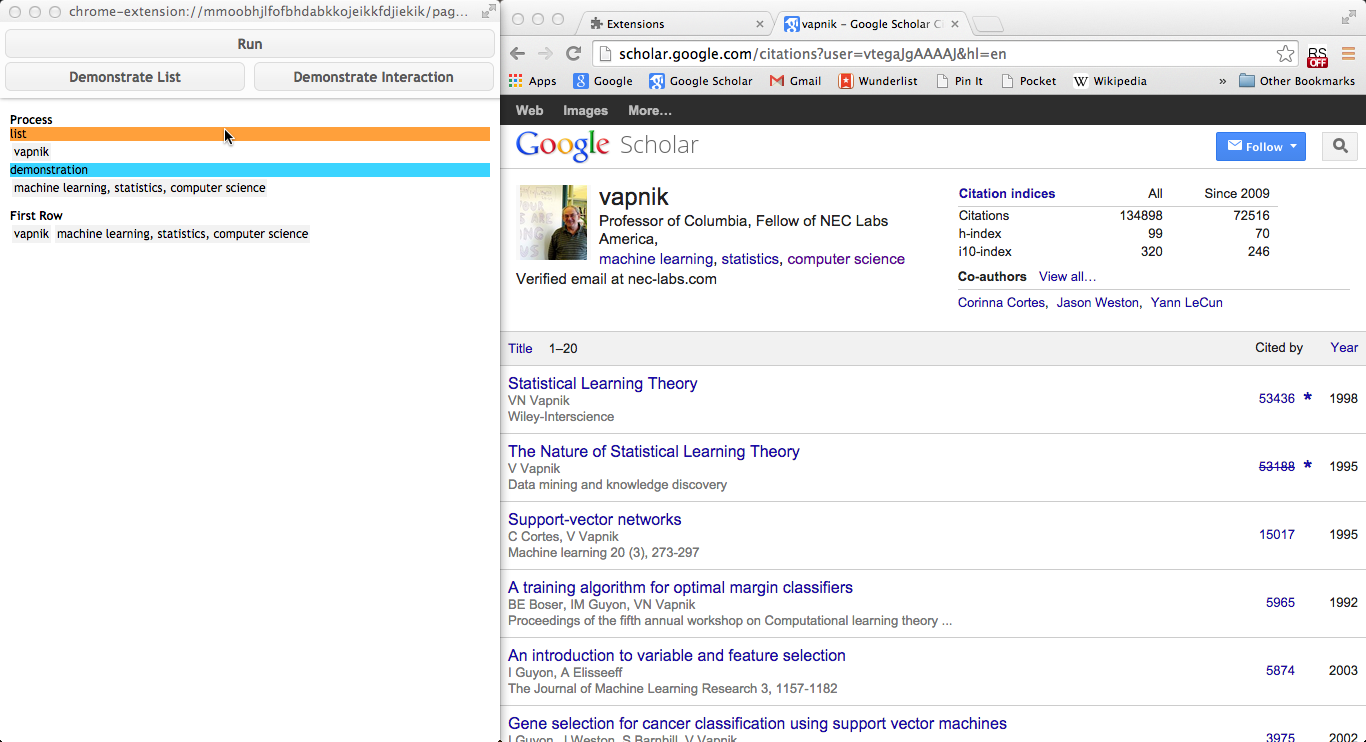 chrome-extension://mmoobhjlfofbhdabkkojeikkfdjiekik/pag...
Run
Demonstrate List
Demonstrate Interaction
Process
list
vapnik
demonstration
machine learning, statistics, computer science
First Row
vapnik machine learning, statistics, computer science
Extensions
vapnik – Google Scholar Ci
scholar.google.com/citations?user=vtegaJgAAAAJ&hl=en
RS
OFF
Apps Google Google Scholar Gmail Wunderlist Pin It Pocket Wikipedia » Other Bookmarks
Web Images More...
Google Scholar
Follow
vapnik
Professor of Columbia, Fellow of NEC Labs
America,
machine learning, statistics, computer science
Verified email at nec-labs.com
Citation indices All Since 2009
Citations 134898 72516
h-index 99 70
i10-index 320 246
Co-authors View all...
Corinna Cortes, Jason Weston, Yann LeCun
Title 1–20 Cited by Year
Statistical Learning Theory
VN Vapnik
Wiley-Interscience
53436 * 1998
The Nature of Statistical Learning Theory
V Vapnik
Data mining and knowledge discovery
53188 * 1995
Support-vector networks
C Cortes, V Vapnik
Machine learning 20 (3), 273-297
15017 1995
A training algorithm for optimal margin classifiers
BE Boser, IM Guyon, VN Vapnik
Proceedings of the fifth annual workshop on Computational learning theory ...
5965 1992
An introduction to variable and feature selection
I Guyon, A Elisseeff
The Journal of Machine Learning Research 3, 1157-1182
5874 2003
Gene selection for cancer classification using support vector machines
I Guyon, J Weston, S Barnhill, V Vapnik
3975 2002